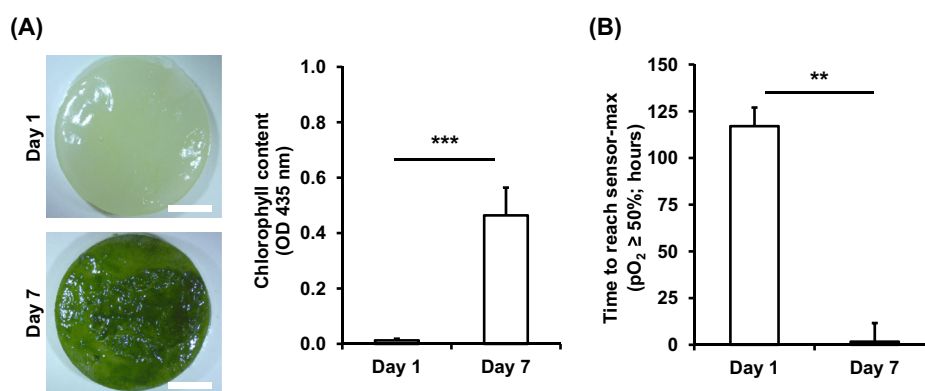 (A)
Day 1
Day 7
Chlorophyll content
(OD 435 nm)
1.0
0.8
0.6
0.4
0.2
0.0
***
Day 1
Day 7
(B)
Time to reach sensor-max
(pO₂ ≥ 50%; hours)
150
125
100
75
50
25
0
**
Day 1
Day 7